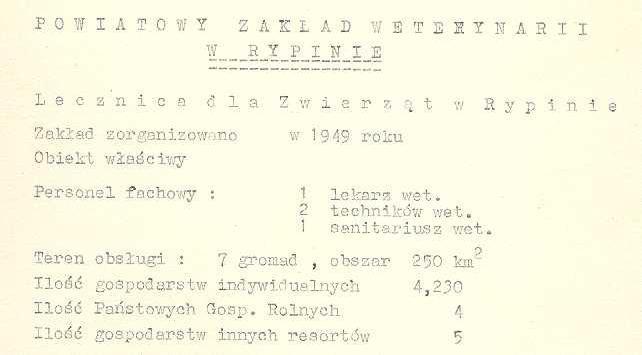 POWIATOWY ZAKŁAD WETERYNARII
W RYPINIE
Lecznica dla Zwierząt w Rypinie
Zakład zorganizowano w 1949 roku
Obiekt właściwy
Personel fachowy : 1 lekarz wet.
2 techników wet.
1 sanitariusz wet.
Teren obsługi : 7 gromad , obszar 250 km²
Ilość gospodarstw indywidualnych 4,230
Ilość Państowych Gosp. Rolnych 4
Ilość gospodarstw innych resortów 5